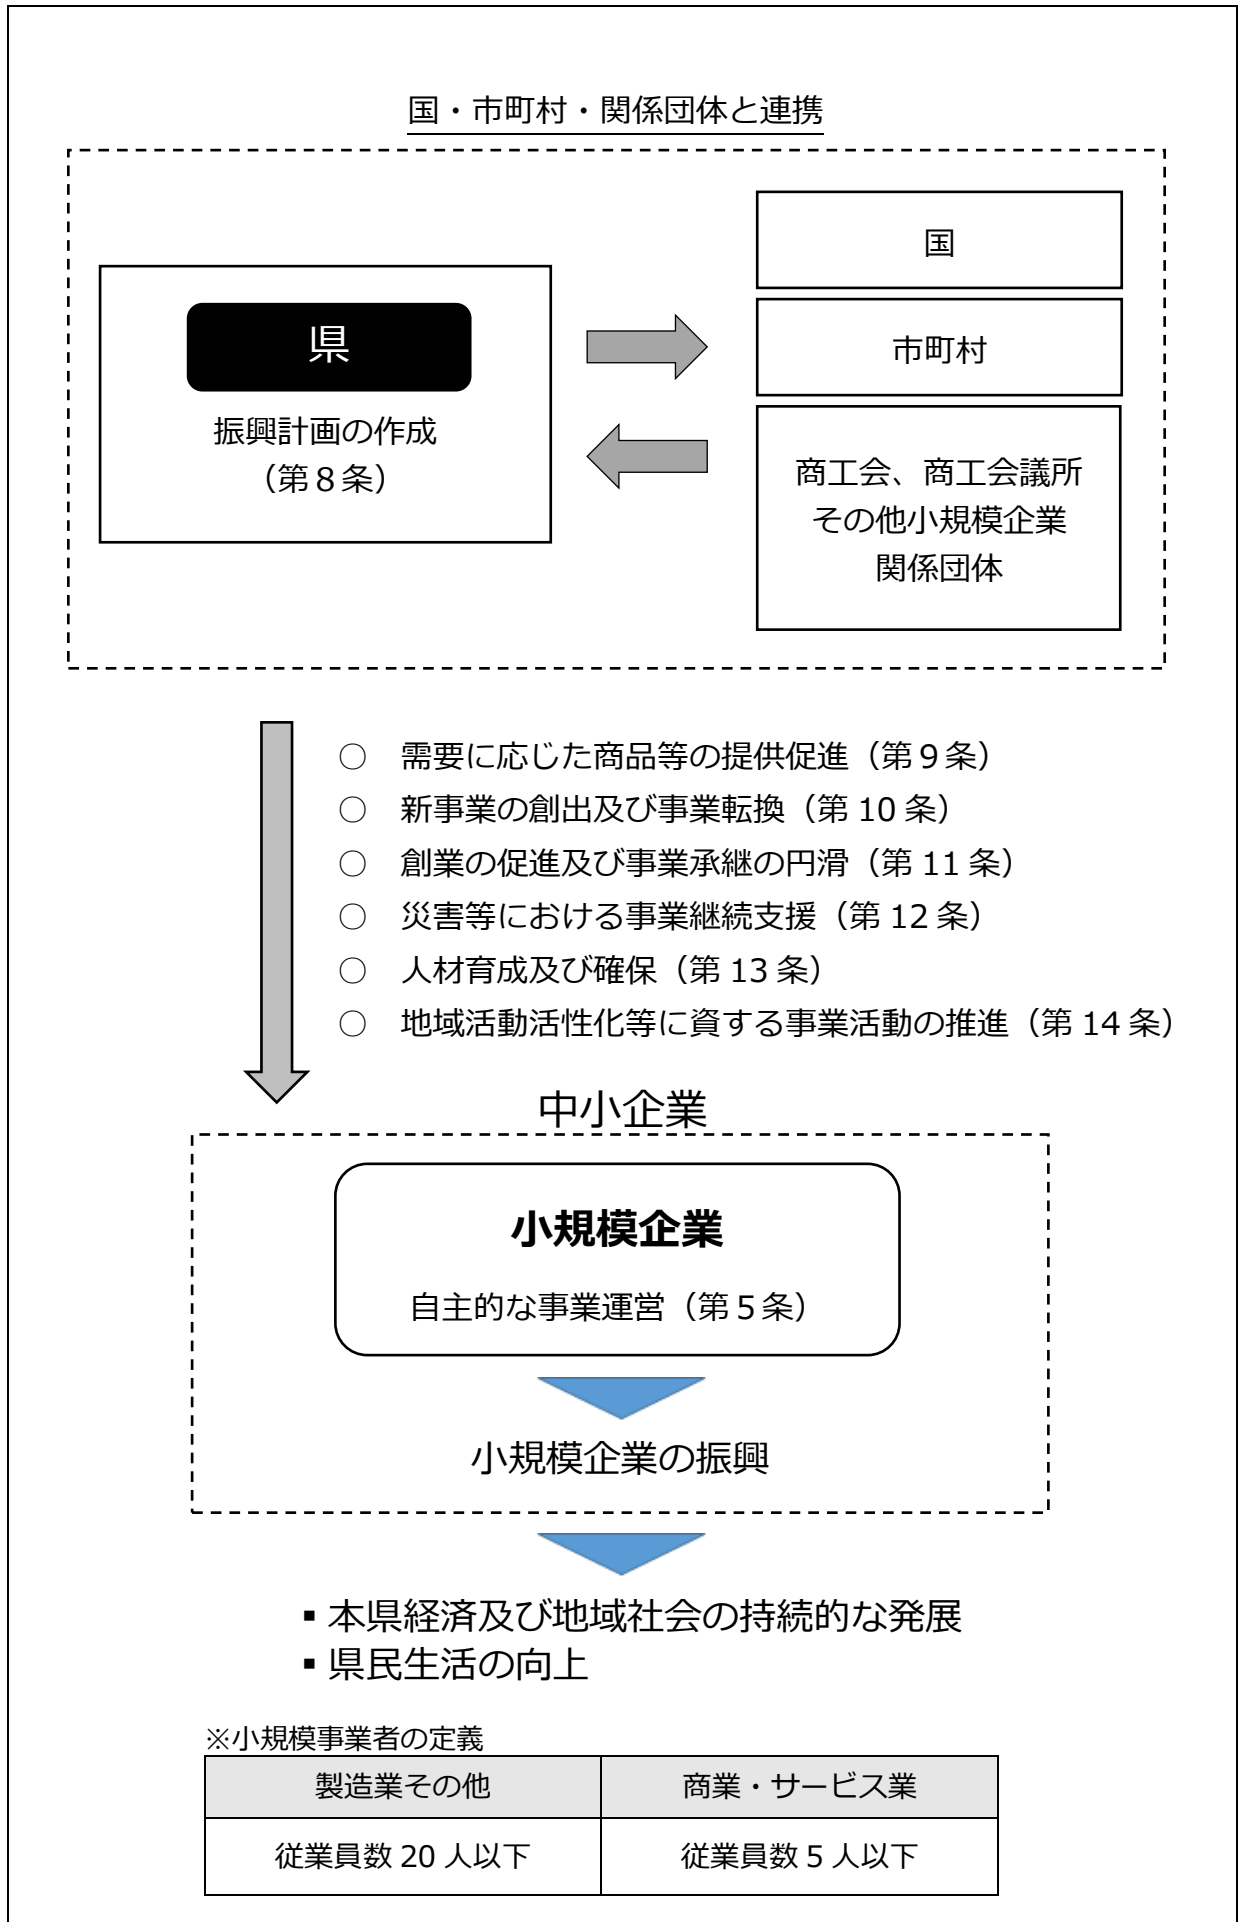 国・市町村・関係団体と連携
県
振興計画の作成
（第８条）
国
市町村
商工会、商工会議所
その他小規模企業
関係団体
○　需要に応じた商品等の提供促進（第９条）
○　新事業の創出及び事業転換（第 10 条）
○　創業の促進及び事業承継の円滑（第 11 条）
○　災害等における事業継続支援（第 12 条）
○　人材育成及び確保（第 13 条）
○　地域活動活性化等に資する事業活動の推進（第 14 条）
中小企業
小規模企業
自主的な事業運営（第５条）
小規模企業の振興
▪ 本県経済及び地域社会の持続的な発展
▪ 県民生活の向上
※小規模事業者の定義
製造業その他　商業・サービス業
従業員数 20 人以下　従業員数 5 人以下